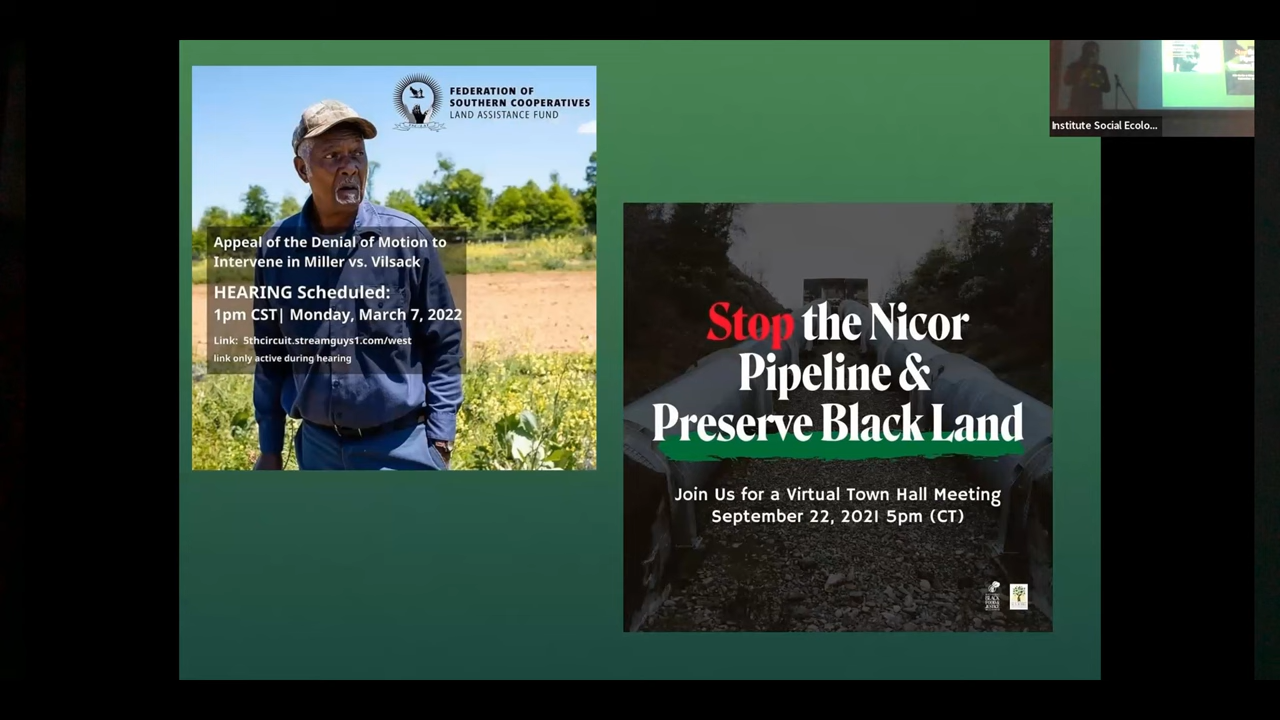 FEDERATION OF
SOUTHERN COOPERATIVES
LAND ASSISTANCE FUND
Appeal of the Denial of Motion to
Intervene in Miller vs. Vilsack
HEARING Scheduled:
1pm CST| Monday, March 7, 2022
Link: 5thcircuit.streamguys1.com/west
link only active during hearing
Stop the Nicor
Pipeline &
Preserve Black Land
Join Us for a Virtual Town Hall Meeting
September 22, 2021 5pm (CT)
Institute Social Ecolo...